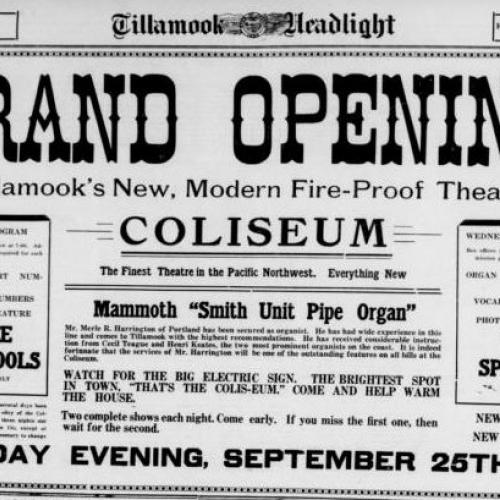 Tillamook Headlight
RAND OPENIN
lamook's New, Modern Fire-Proof Thea
COLISEUM
The Finest Theatre in the Pacific Northwest. Everything New
OGRAM
RT NUM-
NUMBERS
EATURE
E
OOLS
Mammoth "Smith Unit Pipe Organ"
Mr. Merle R. Harrington of Portland has been secured as organist. He has had wide experience in this
line and comes to Tillamook with the highest recommendations. He has received considerable instruc-
tion from Cecil Teague and Henri Keates, the two most prominent organists on the coast. It is indeed
fortunate that the services of Mr. Harrington will be one of the outstanding features on all bills at the
Coliseum.
WATCH FOR THE BIG ELECTRIC SIGN. THE BRIGHTEST SPOT
IN TOWN, "THAT'S THE COLIS-EUM." COME AND HELP WARM
THE HOUSE.
Two complete shows each night. Come early. If you miss the first one, then
wait for the second.
WEDNE
ORGAN
VOCA
PHOT
SP
NEW
NEW
DAY EVENING, SEPTEMBER 25TH